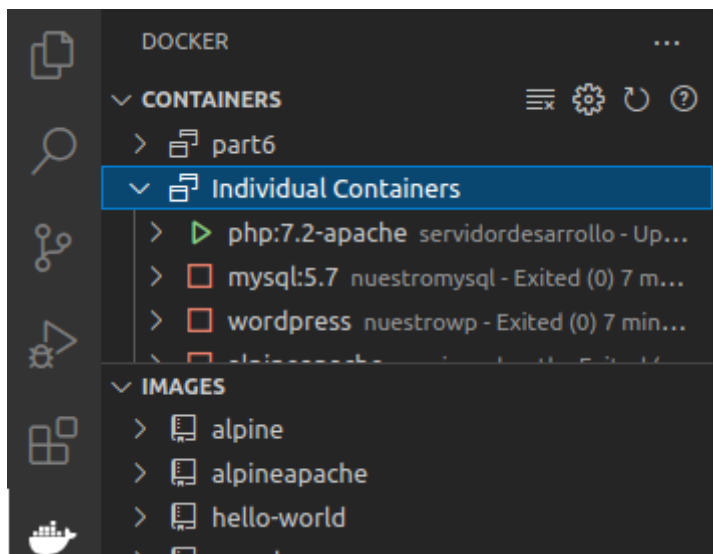 DOCKER
CONTAINERS
part6
Individual Containers
php:7.2-apache servidordesarrollo - Up...
mysql:5.7 nuestromysql - Exited (0) 7 m...
wordpress nuestrowp - Exited (0) 7 min...
alpineapache
IMAGES
alpine
alpineapache
hello-world